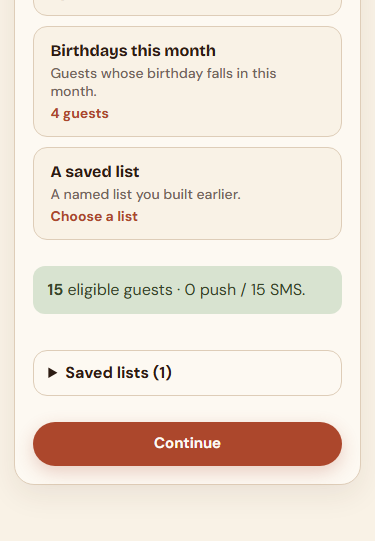 Birthdays this month
Guests whose birthday falls in this
month.
4 guests
A saved list
A named list you built earlier.
Choose a list
15 eligible guests · 0 push / 15 SMS.
▶ Saved lists (1)
Continue